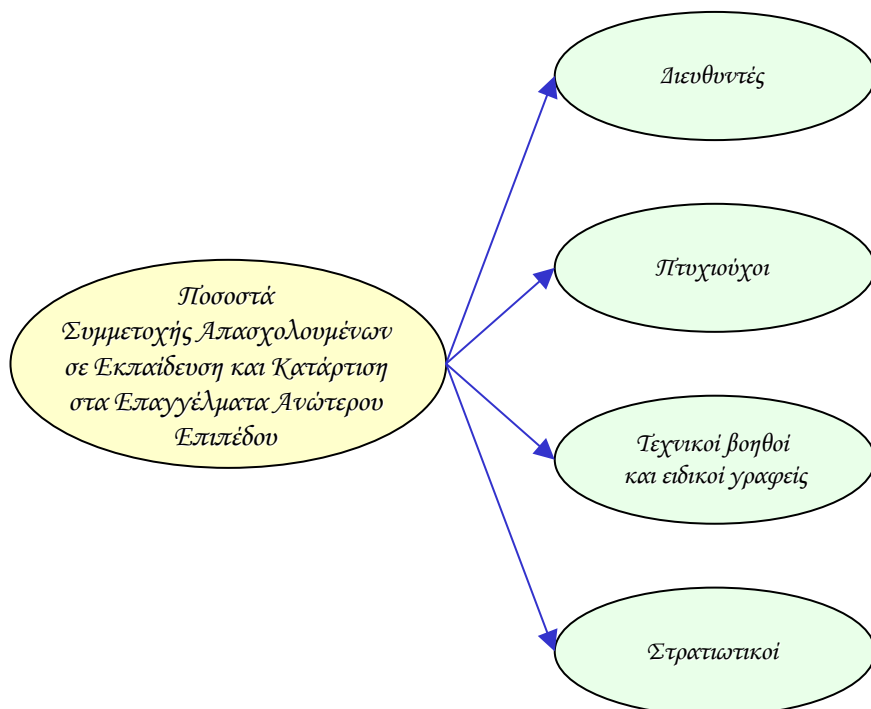 Διευθυντές
Πτυχιούχοι
Ποσοστά
Συμμετοχής Απασχολουμένων
σε Εκπαίδευση και Κατάρτιση
στα Επαγγέλματα Ανώτερου
Επιπέδου
Τεχνικοί βοηθοί
και ειδικοί γραφείς
Στρατιωτικοί